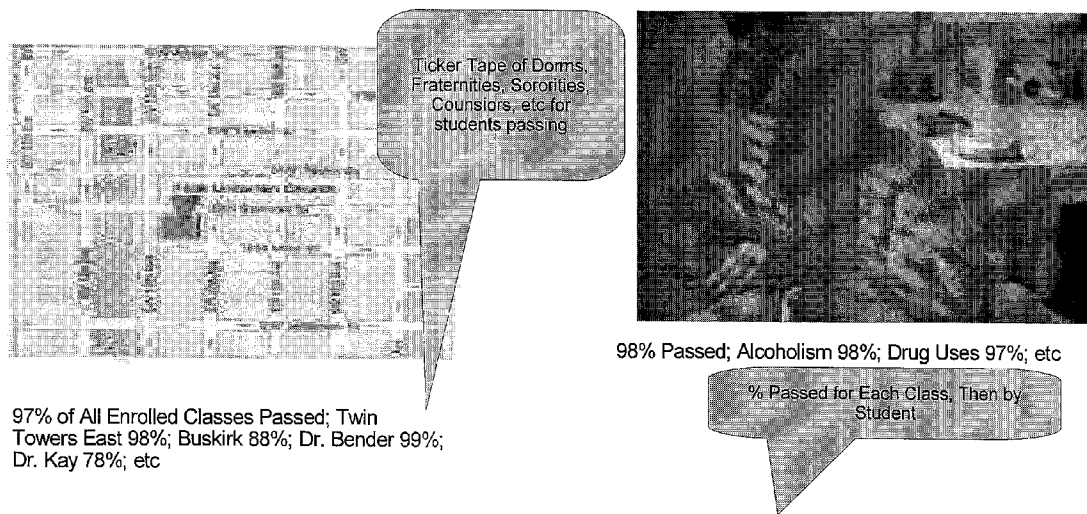 Ticker Tape of Dorms,
Fraternities, Sororities,
Counslors, etc for
students passing
97% of All Enrolled Classes Passed; Twin
Towers East 98%; Buskirk 88%; Dr. Bender 99%;
Dr. Kay 78%; etc
98% Passed; Alcoholism 98%; Drug Uses 97%; etc
% Passed for Each Class, Then by
Student